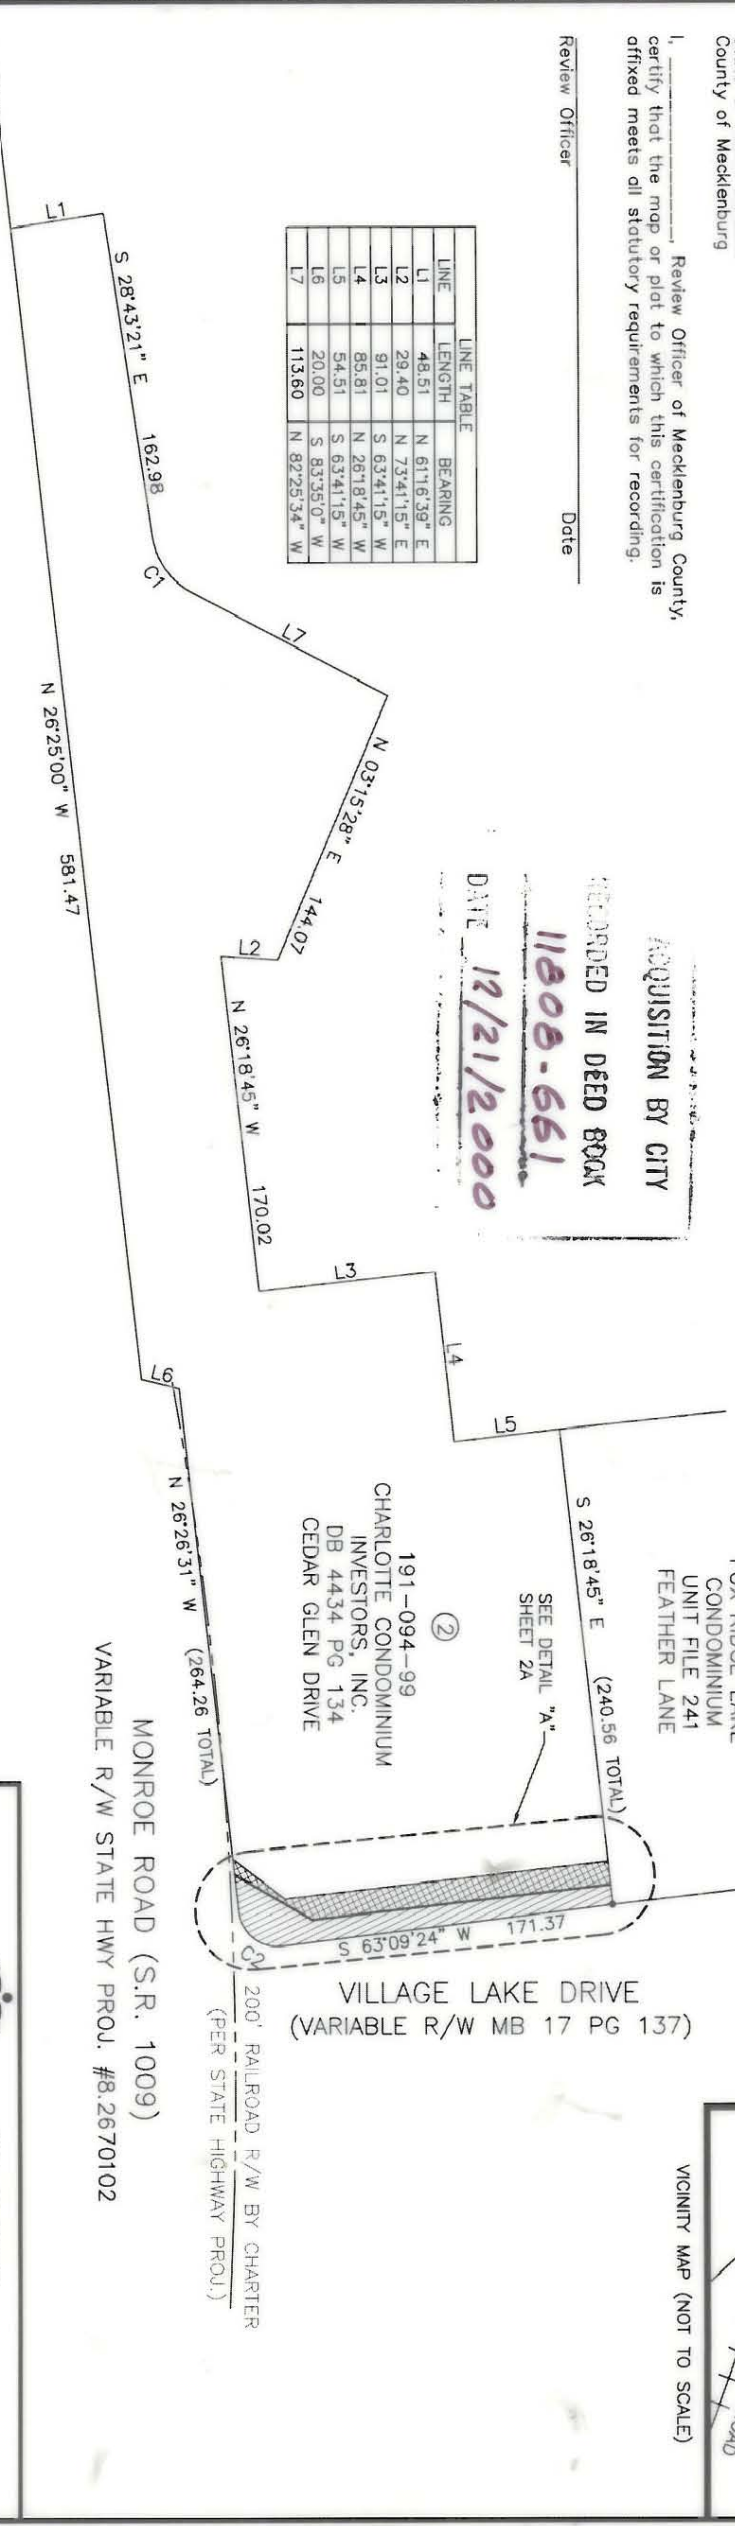 County of Mecklenburg
I, ____________, Review Officer of Mecklenburg County,
certify that the map or plat to which this certification is
affixed meets all statutory requirements for recording.
Review Officer Date
LINE TABLE
LINE LENGTH BEARING
L1 48.51 N 61°16'39" E
L2 29.40 N 73°41'15" E
L3 91.01 S 63°41'15" W
L4 85.81 N 26°18'45" W
L5 54.51 S 63°41'15" W
L6 20.00 S 83°35'0" W
L7 113.60 N 82°25'34" W
ACQUISITION BY CITY
RECORDED IN DEED BOOK
11808-661
DATE 12/21/2000
L1
S 28°43'21" E 162.98
C1
L7
N 03°15'28" E 144.07
L2
N 26°18'45" W 170.02
L3
L4
L5
L6
N 26°25'00" W 581.47
CONDOMINIUM
UNIT FILE 241
FEATHER LANE
S 26°18'45" E (240.56 TOTAL)
SEE DETAIL "A"
SHEET 2A
2
191-094-99
CHARLOTTE CONDOMINIUM
INVESTORS, INC.
DB 4434 PG 134
CEDAR GLEN DRIVE
N 26°26'31" W (264.26 TOTAL)
MONROE ROAD (S.R. 1009)
VARIABLE R/W STATE HWY PROJ. #8.2670102
S 63°09'24" W 171.37
C2
VILLAGE LAKE DRIVE
(VARIABLE R/W MB 17 PG 137)
200' RAILROAD R/W BY CHARTER
(PER STATE HIGHWAY PROJ.)
VICINITY MAP (NOT TO SCALE)